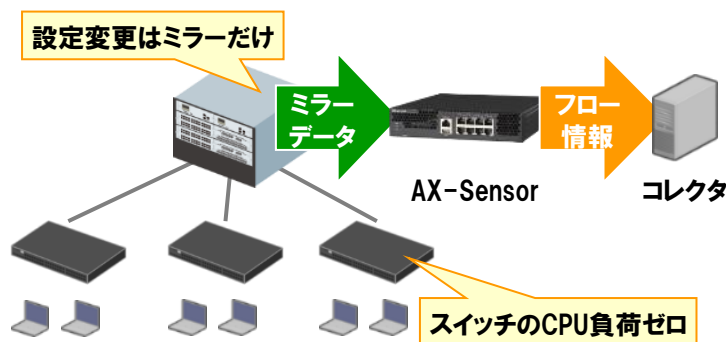 設定変更はミラーだけ
ミラー
データ
フロー
情報
AX-Sensor
コレクタ
スイッチのCPU負荷ゼロ